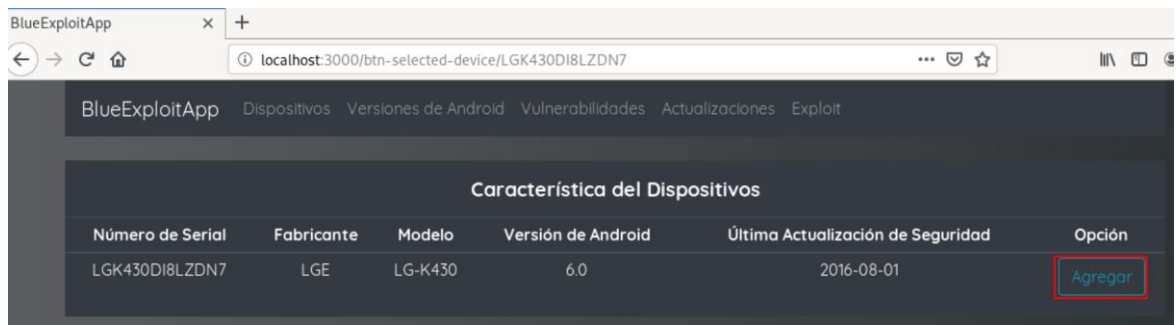 BlueExploitApp
localhost:3000/btn-selected-device/LGK430DI8LZDN7
BlueExploitApp Dispositivos Versiones de Android Vulnerabilidades Actualizaciones Exploit
Característica del Dispositivos
Número de Serial Fabricante Modelo Versión de Android Última Actualización de Seguridad Opción
LGK430DI8LZDN7 LGE LG-K430 6.0 2016-08-01 Agregar